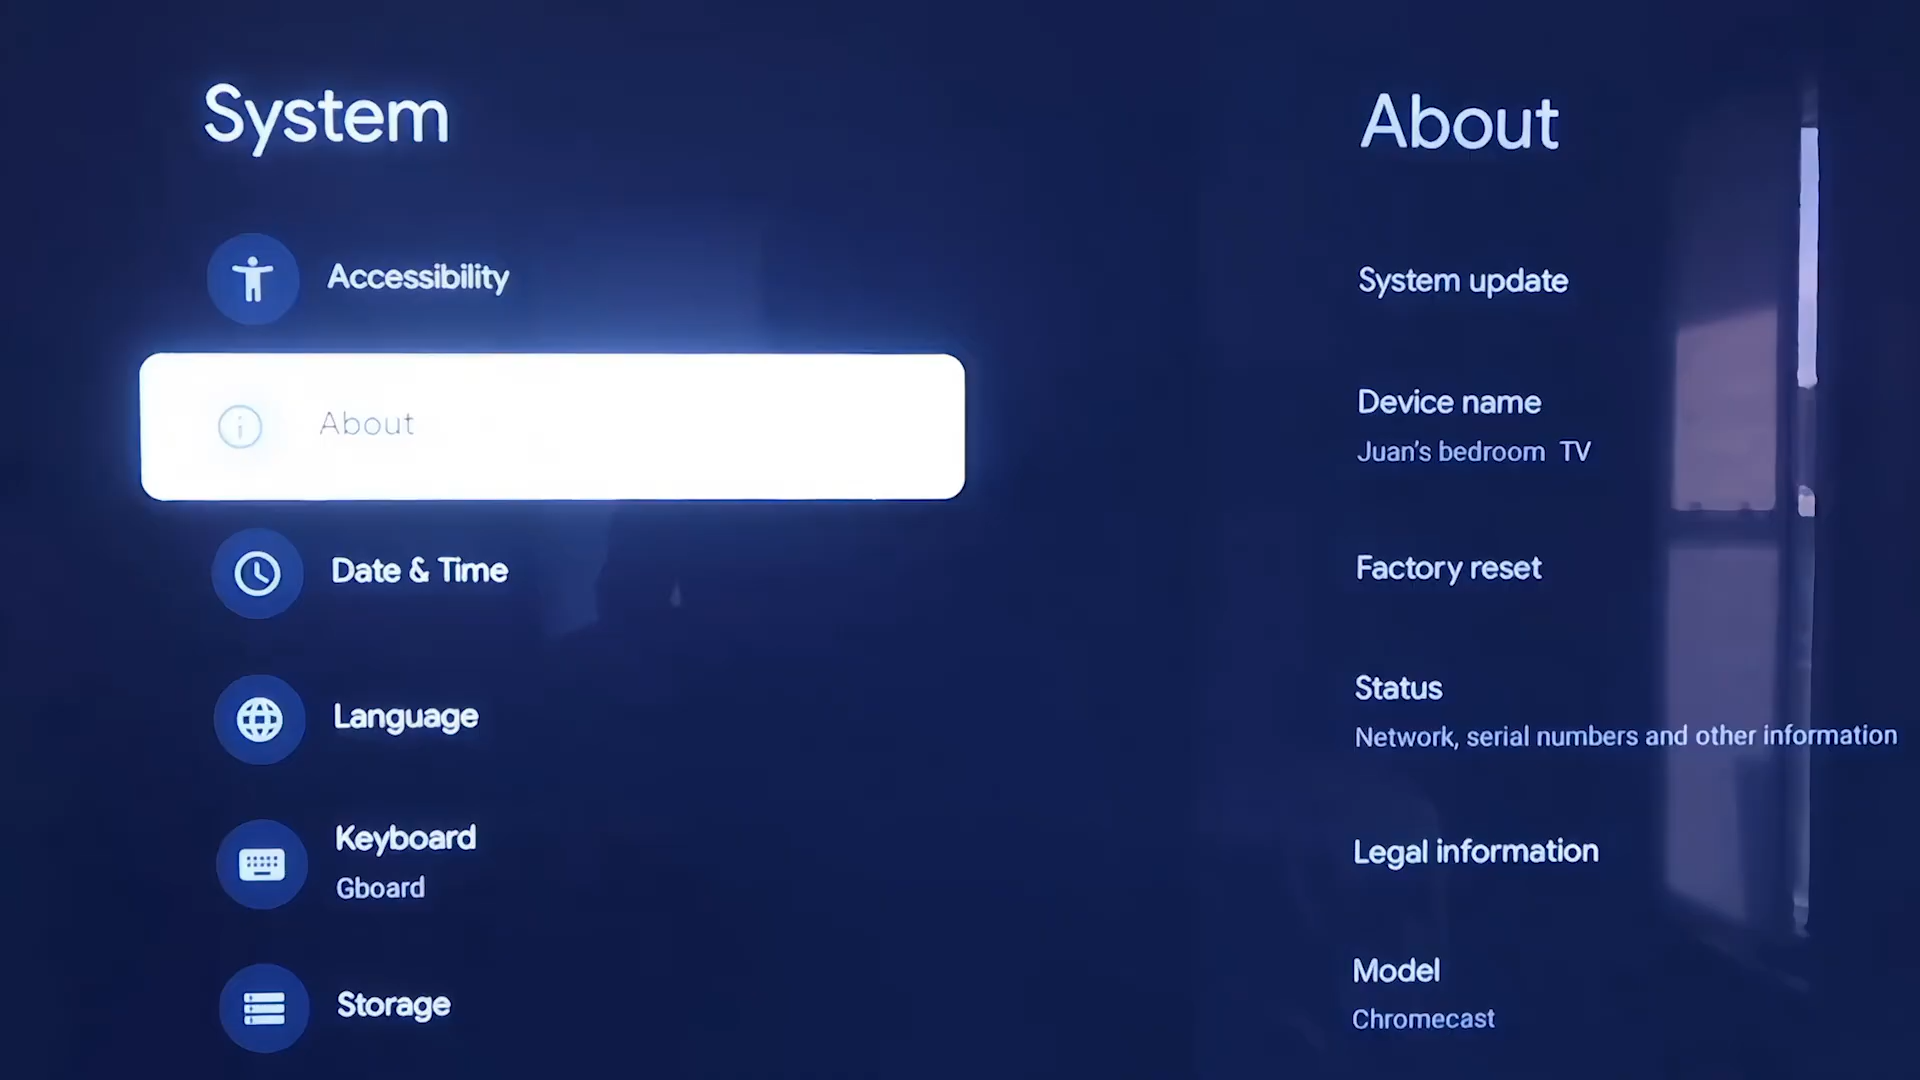 System
Accessibility
About
Date & Time
Language
Keyboard
Gboard
Storage
About
System update
Device name
Juan's bedroom TV
Factory reset
Status
Network, serial numbers and other information
Legal information
Model
Chromecast